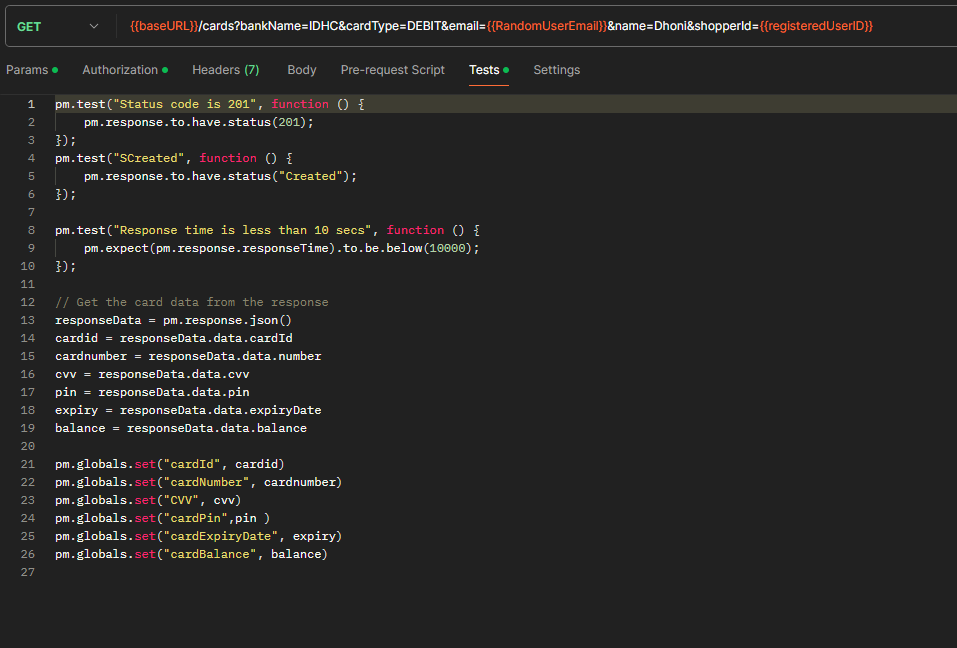 GET {{baseURL}}/cards?bankName=IDHC&cardType=DEBIT&email={{RandomUserEmail}}&name=Dhoni&shopperId={{registeredUserID}}
Params Authorization Headers (7) Body Pre-request Script Tests Settings
1 pm.test("Status code is 201", function () {
2     pm.response.to.have.status(201);
3 });
4 pm.test("SCreated", function () {
5     pm.response.to.have.status("Created");
6 });
7
8 pm.test("Response time is less than 10 secs", function () {
9     pm.expect(pm.response.responseTime).to.be.below(10000);
10 });
11
12 // Get the card data from the response
13 responseData = pm.response.json()
14 cardid = responseData.data.cardId
15 cardnumber = responseData.data.number
16 cvv = responseData.data.cvv
17 pin = responseData.data.pin
18 expiry = responseData.data.expiryDate
19 balance = responseData.data.balance
20
21 pm.globals.set("cardId", cardid)
22 pm.globals.set("cardNumber", cardnumber)
23 pm.globals.set("CVV", cvv)
24 pm.globals.set("cardPin",pin )
25 pm.globals.set("cardExpiryDate", expiry)
26 pm.globals.set("cardBalance", balance)
27